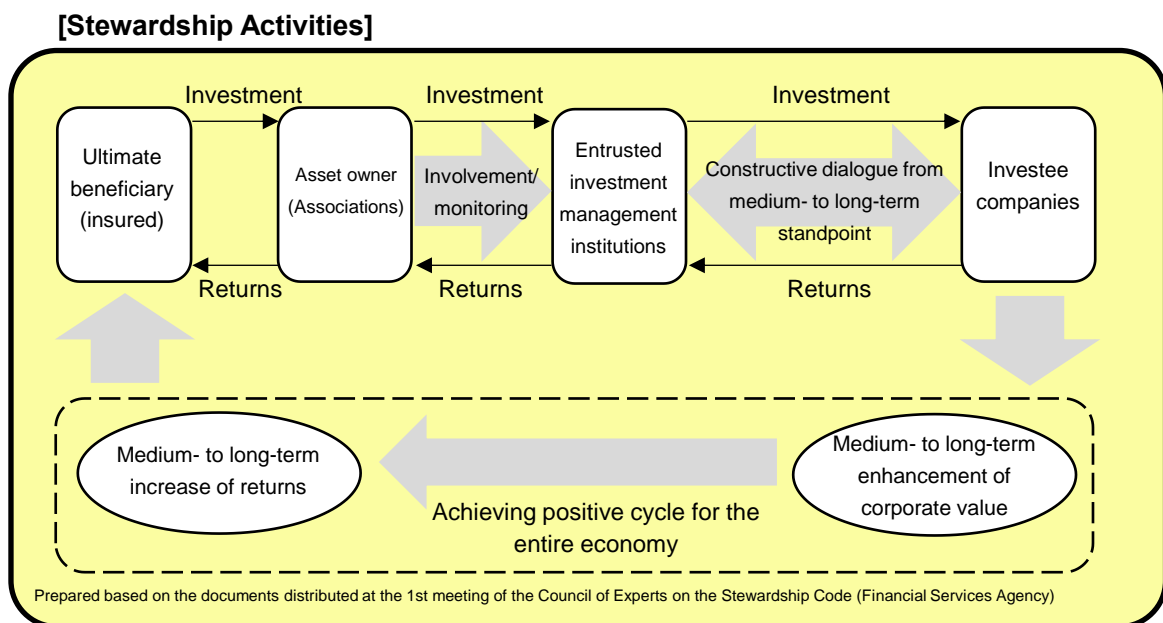 [Stewardship Activities]
Investment
Investment
Investment
Ultimate
beneficiary
(insured)
Asset owner
(Associations)
Involvement/
monitoring
Entrusted
investment
management
institutions
Constructive dialogue from
medium- to long-term
standpoint
Investee
companies
Returns
Returns
Returns
Medium- to long-term
increase of returns
Medium- to long-term
enhancement of
corporate value
Achieving positive cycle for the
entire economy
Prepared based on the documents distributed at the 1st meeting of the Council of Experts on the Stewardship Code (Financial Services Agency)